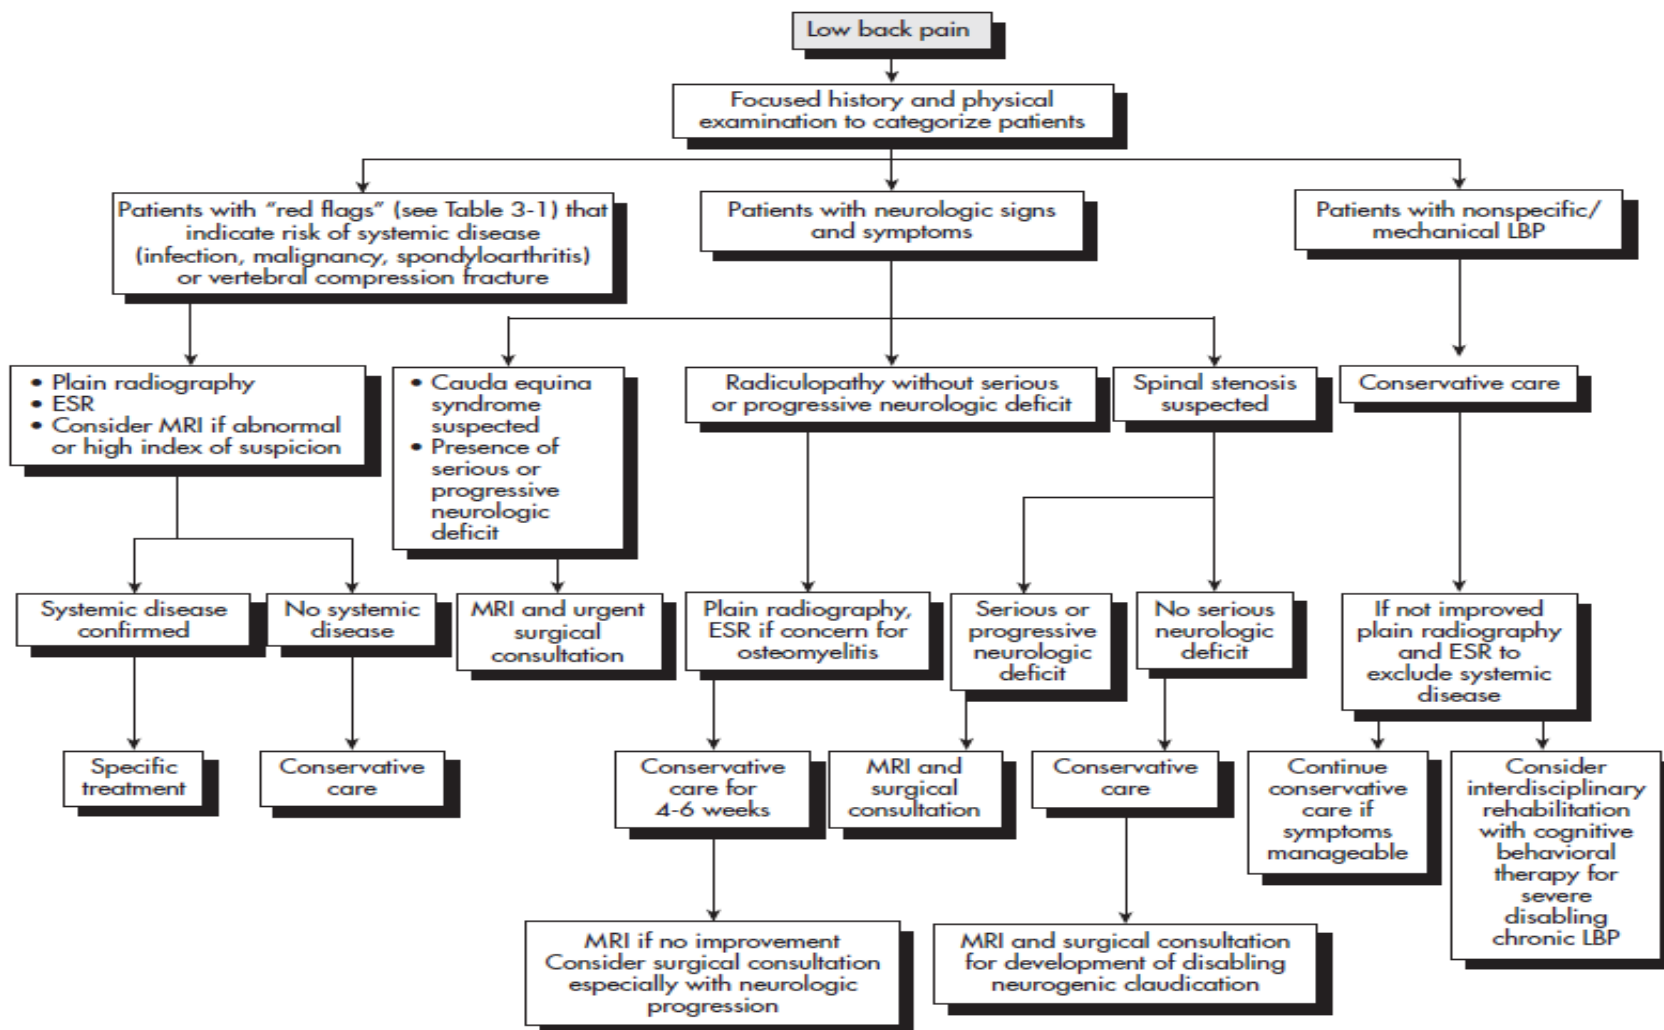 Low back pain
Focused history and physical
examination to categorize patients
Patients with “red flags” (see Table 3-1) that
indicate risk of systemic disease
(infection, malignancy, spondyloarthritis)
or vertebral compression fracture
Patients with neurologic signs
and symptoms
Patients with nonspecific/
mechanical LBP
• Plain radiography
• ESR
• Consider MRI if abnormal
or high index of suspicion
• Cauda equina
syndrome
suspected
• Presence of
serious or
progressive
neurologic
deficit
Radiculopathy without serious
or progressive neurologic deficit
Spinal stenosis
suspected
Conservative care
Systemic disease
confirmed
No systemic
disease
MRI and urgent
surgical
consultation
Plain radiography,
ESR if concern for
osteomyelitis
Serious or
progressive
neurologic
deficit
No serious
neurologic
deficit
If not improved
plain radiography
and ESR to
exclude systemic
disease
Specific
treatment
Conservative
care
Conservative
care for
4-6 weeks
MRI and
surgical
consultation
Conservative
care
Continue
conservative
care if
symptoms
manageable
Consider
interdisciplinary
rehabilitation
with cognitive
behavioral
therapy for
severe
disabling
chronic LBP
MRI if no improvement
Consider surgical consultation
especially with neurologic
progression
MRI and surgical consultation
for development of disabling
neurogenic claudication